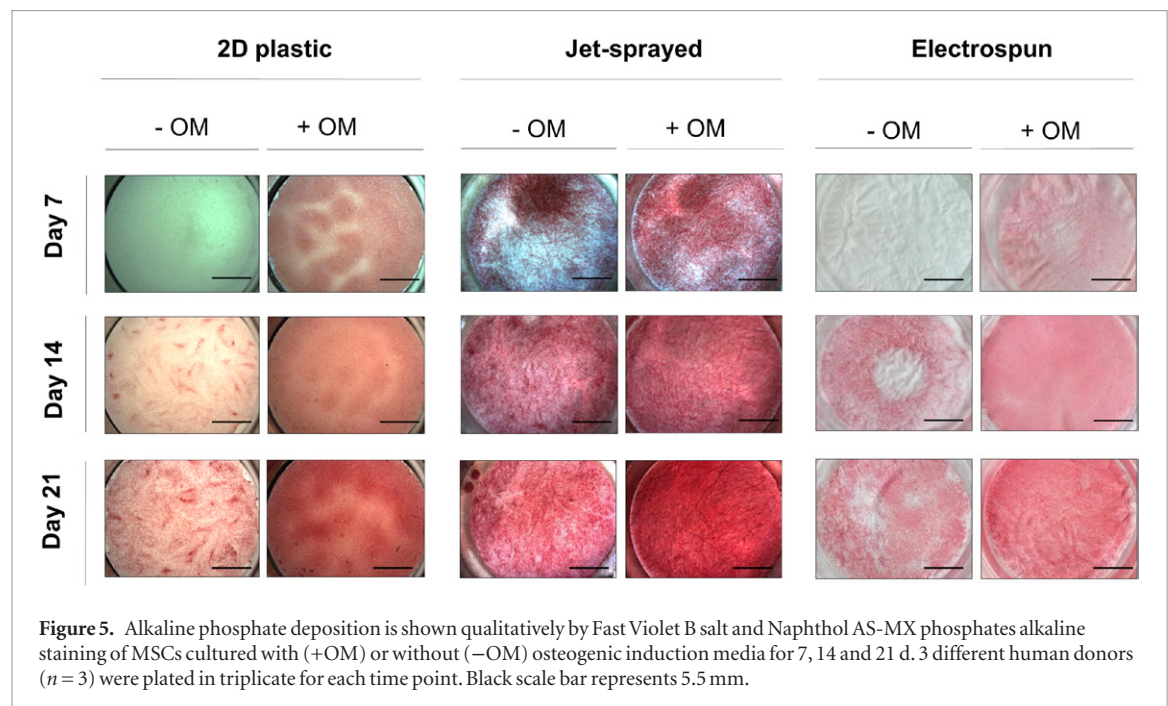 2D plastic Jet-sprayed Electrospun
- OM + OM - OM + OM - OM + OM
Day 7
Day 14
Day 21
Figure 5. Alkaline phosphate deposition is shown qualitatively by Fast Violet B salt and Naphthol AS-MX phosphates alkaline
staining of MSCs cultured with (+OM) or without (−OM) osteogenic induction media for 7, 14 and 21 d. 3 different human donors
(n = 3) were plated in triplicate for each time point. Black scale bar represents 5.5 mm.